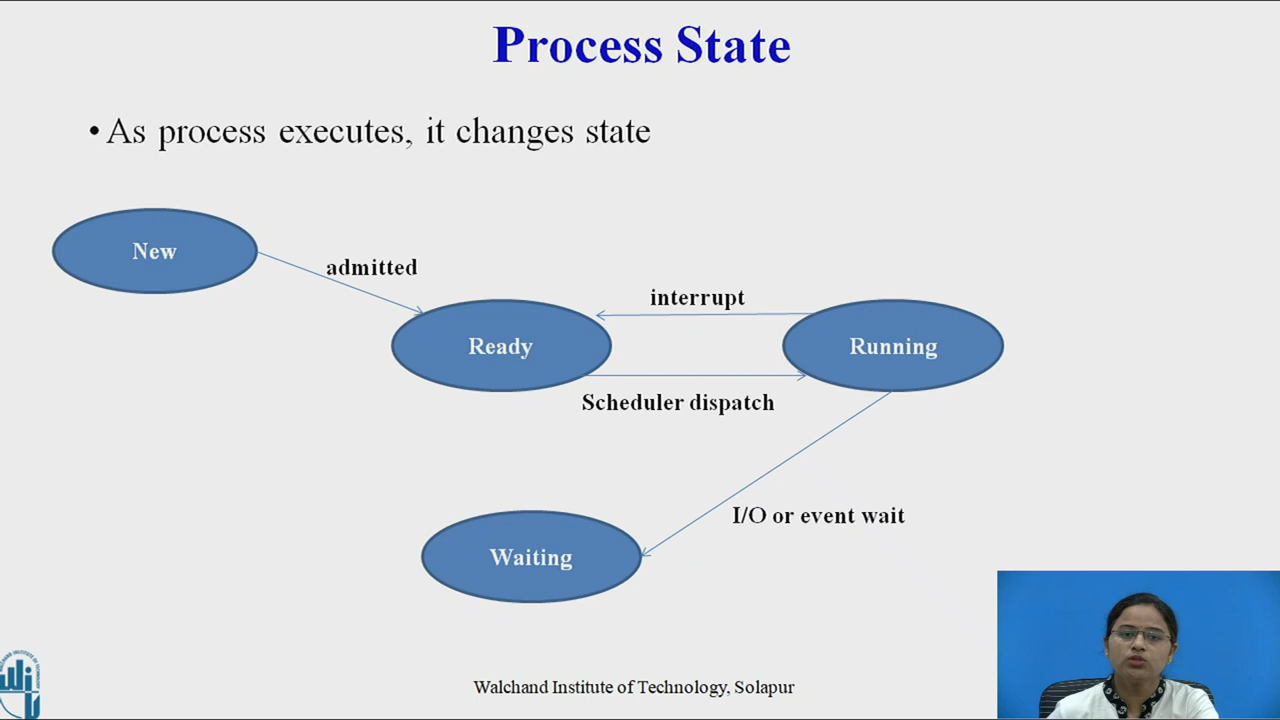 Process State
• As process executes, it changes state
New
admitted
interrupt
Ready
Running
Scheduler dispatch
I/O or event wait
Waiting
Walchand Institute of Technology, Solapur